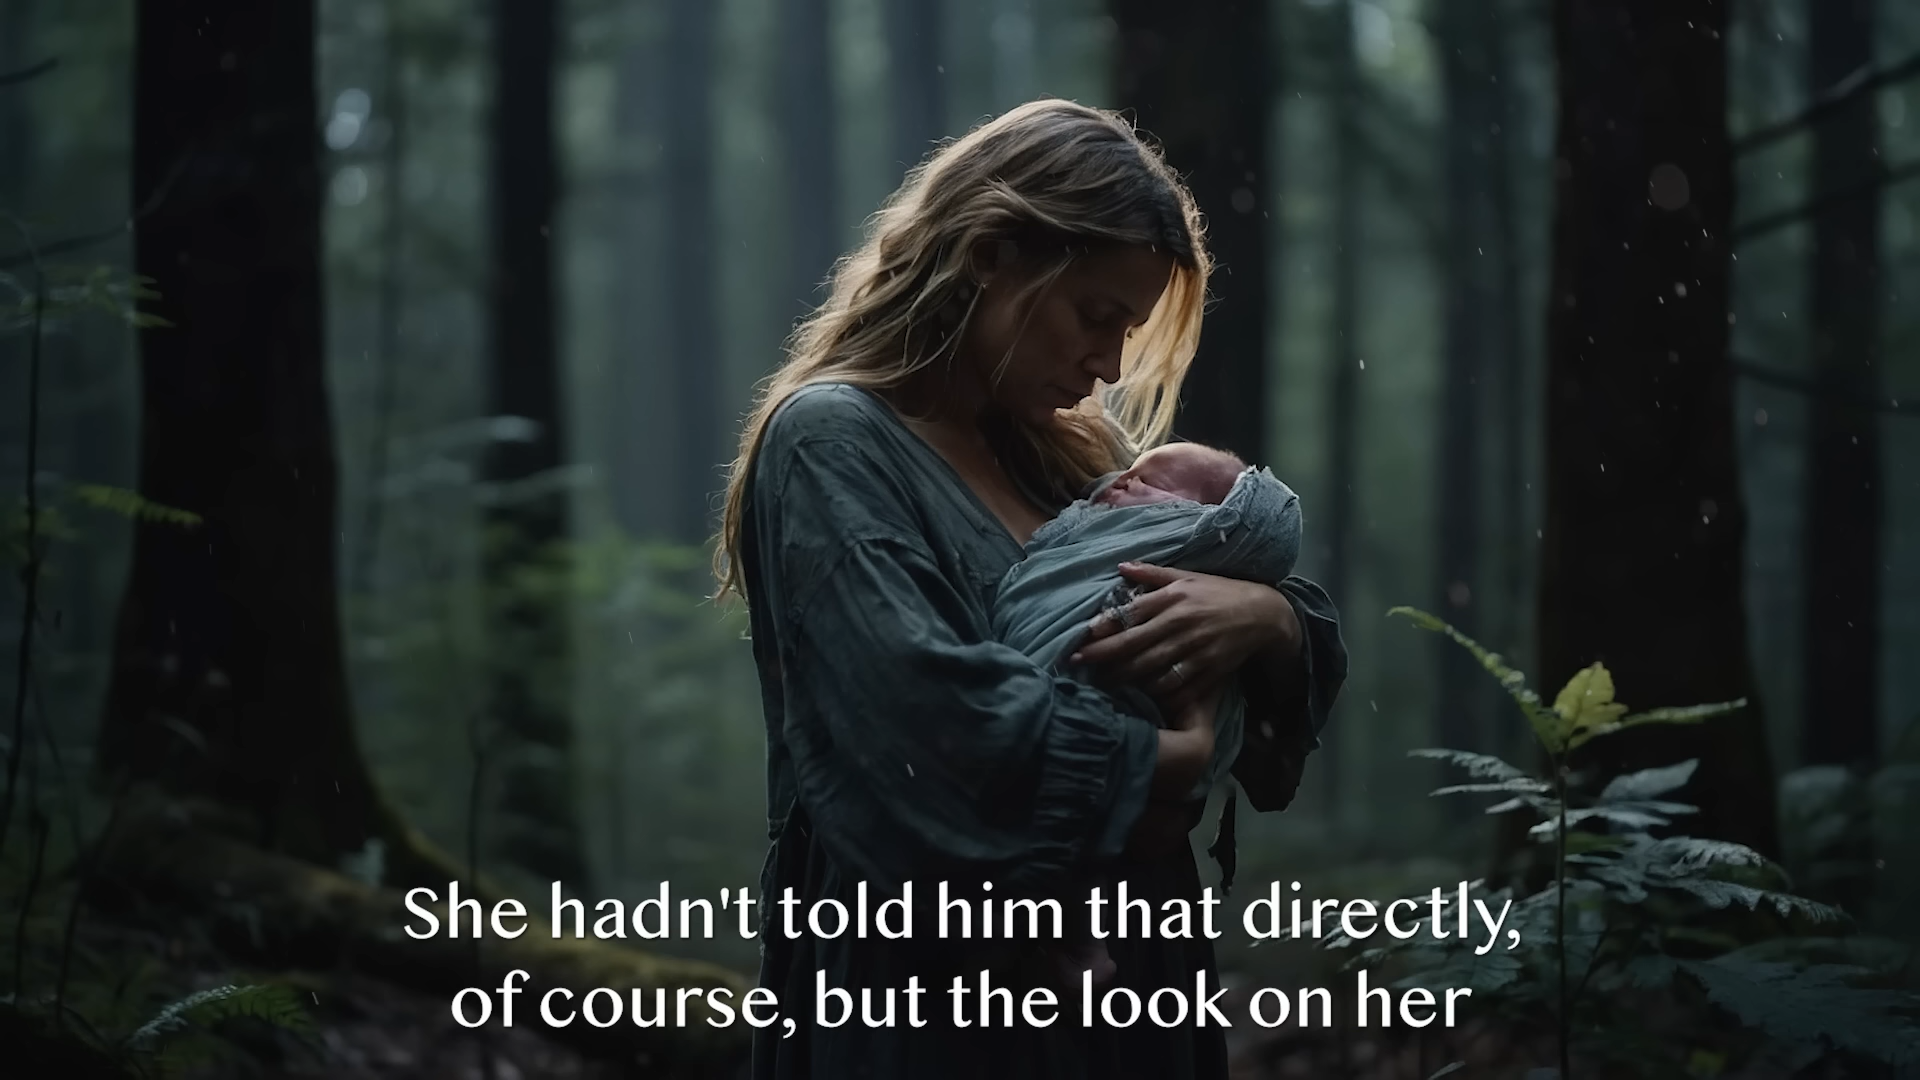 She hadn't told him that directly,
of course, but the look on her